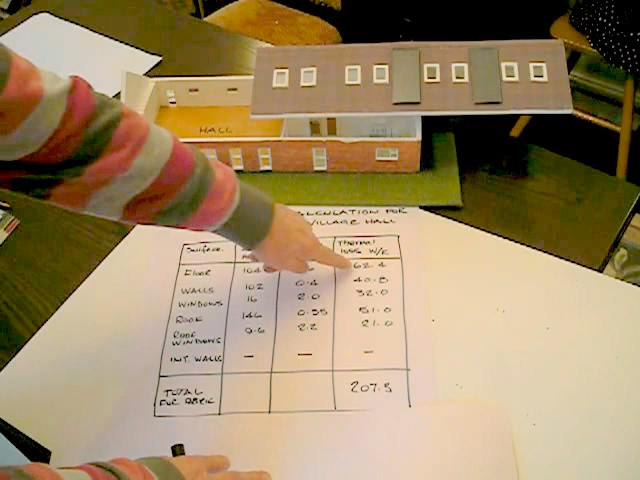 HALL
CALCULATION FOR
VILLAGE HALL
Surface
Thermal
loss W/K
FLOOR 104 62.4
WALLS 102 0.4 40.8
WINDOWS 16 2.0 32.0
ROOF 146 0.35 51.0
ROOF 9.6 2.2 21.0
WINDOWS
INT. WALLS — — —
TOTAL 207.3
FOR FABRIC